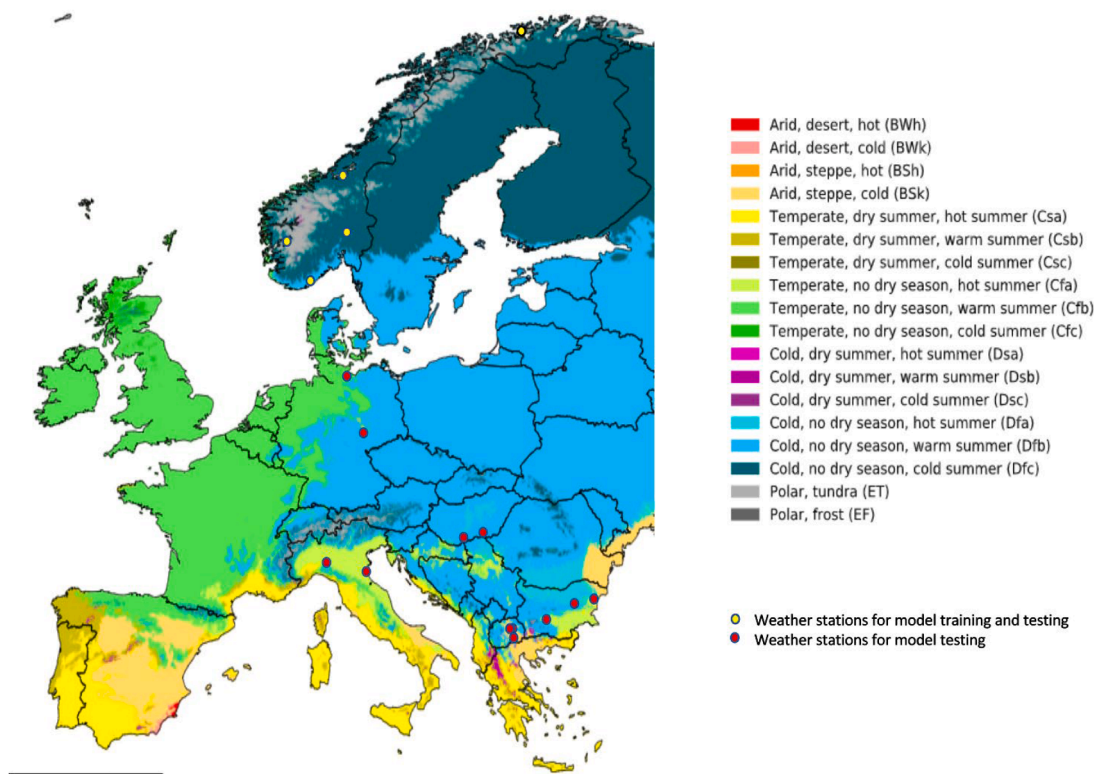 Arid, desert, hot (BWh)
Arid, desert, cold (BWk)
Arid, steppe, hot (BSh)
Arid, steppe, cold (BSk)
Temperate, dry summer, hot summer (Csa)
Temperate, dry summer, warm summer (Csb)
Temperate, dry summer, cold summer (Csc)
Temperate, no dry season, hot summer (Cfa)
Temperate, no dry season, warm summer (Cfb)
Temperate, no dry season, cold summer (Cfc)
Cold, dry summer, hot summer (Dsa)
Cold, dry summer, warm summer (Dsb)
Cold, dry summer, cold summer (Dsc)
Cold, no dry season, hot summer (Dfa)
Cold, no dry season, warm summer (Dfb)
Cold, no dry season, cold summer (Dfc)
Polar, tundra (ET)
Polar, frost (EF)
Weather stations for model training and testing
Weather stations for model testing